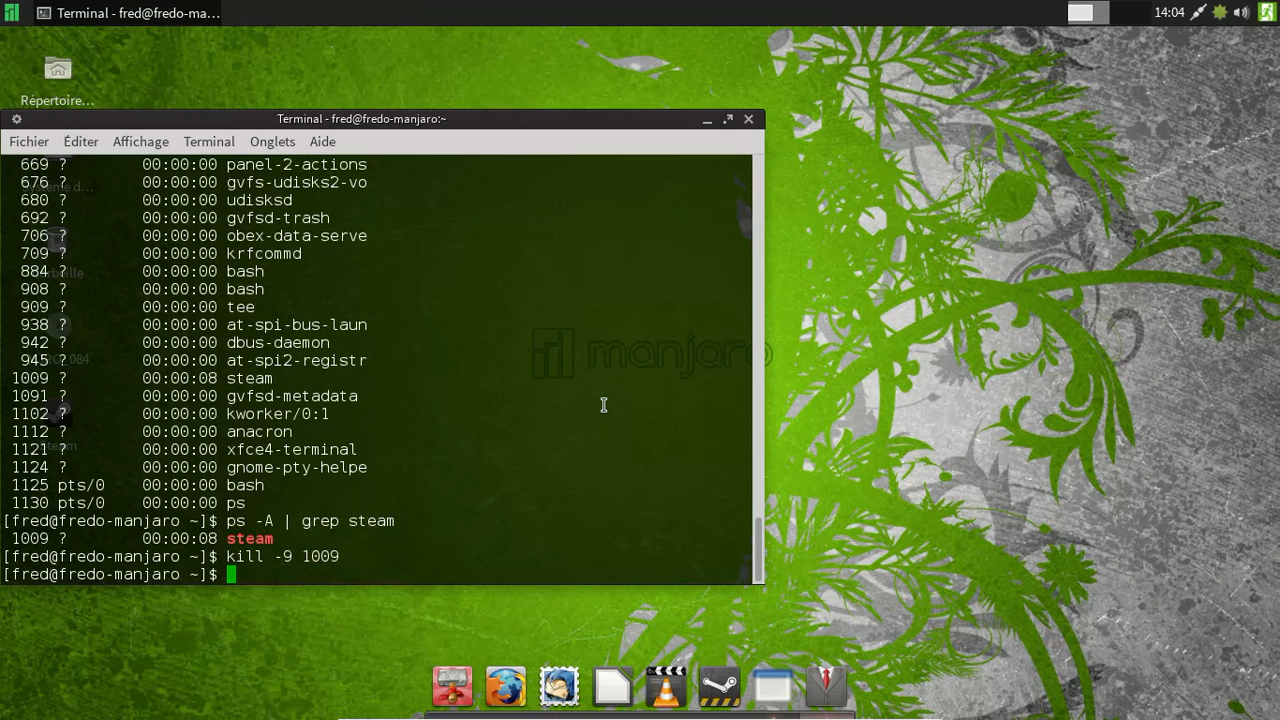 Terminal - fred@fredo-ma...
14:04
Répertoire...
Terminal - fred@fredo-manjaro:~
Fichier Éditer Affichage Terminal Onglets Aide
669 ? 00:00:00 panel-2-actions
676 ? 00:00:00 gvfs-udisks2-vo
680 ? 00:00:00 udisksd
692 ? 00:00:00 gvfsd-trash
706 ? 00:00:00 obex-data-serve
709 ? 00:00:00 krfcommd
884 ? 00:00:00 bash
908 ? 00:00:00 bash
909 ? 00:00:00 tee
938 ? 00:00:00 at-spi-bus-laun
942 ? 00:00:00 dbus-daemon
945 ? 00:00:00 at-spi2-registr
1009 ? 00:00:08 steam
1091 ? 00:00:00 gvfsd-metadata
1102 ? 00:00:00 kworker/0:1
1112 ? 00:00:00 anacron
1121 ? 00:00:00 xfce4-terminal
1124 ? 00:00:00 gnome-pty-helpe
1125 pts/0 00:00:00 bash
1130 pts/0 00:00:00 ps
[fred@fredo-manjaro ~]$ ps -A | grep steam
1009 ? 00:00:08 steam
[fred@fredo-manjaro ~]$ kill -9 1009
[fred@fredo-manjaro ~]$
manjaro